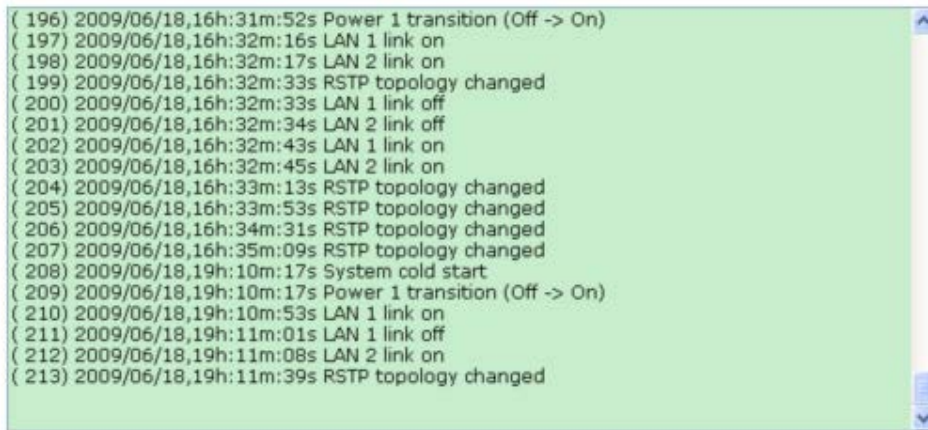 ( 196) 2009/06/18,16h:31m:52s Power 1 transition (Off -> On)
( 197) 2009/06/18,16h:32m:16s LAN 1 link on
( 198) 2009/06/18,16h:32m:17s LAN 2 link on
( 199) 2009/06/18,16h:32m:33s RSTP topology changed
( 200) 2009/06/18,16h:32m:33s LAN 1 link off
( 201) 2009/06/18,16h:32m:34s LAN 2 link off
( 202) 2009/06/18,16h:32m:43s LAN 1 link on
( 203) 2009/06/18,16h:32m:45s LAN 2 link on
( 204) 2009/06/18,16h:33m:13s RSTP topology changed
( 205) 2009/06/18,16h:33m:53s RSTP topology changed
( 206) 2009/06/18,16h:34m:31s RSTP topology changed
( 207) 2009/06/18,16h:35m:09s RSTP topology changed
( 208) 2009/06/18,19h:10m:17s System cold start
( 209) 2009/06/18,19h:10m:17s Power 1 transition (Off -> On)
( 210) 2009/06/18,19h:10m:53s LAN 1 link on
( 211) 2009/06/18,19h:11m:01s LAN 1 link off
( 212) 2009/06/18,19h:11m:08s LAN 2 link on
( 213) 2009/06/18,19h:11m:39s RSTP topology changed